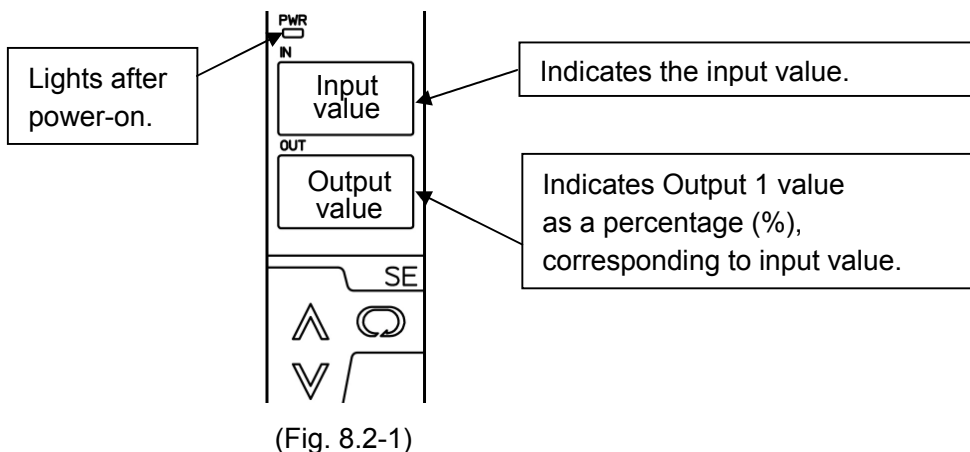 PWR
IN
Lights after
power-on.
Input
value
Indicates the input value.
OUT
Output
value
Indicates Output 1 value
as a percentage (%),
corresponding to input value.
SE
(Fig. 8.2-1)